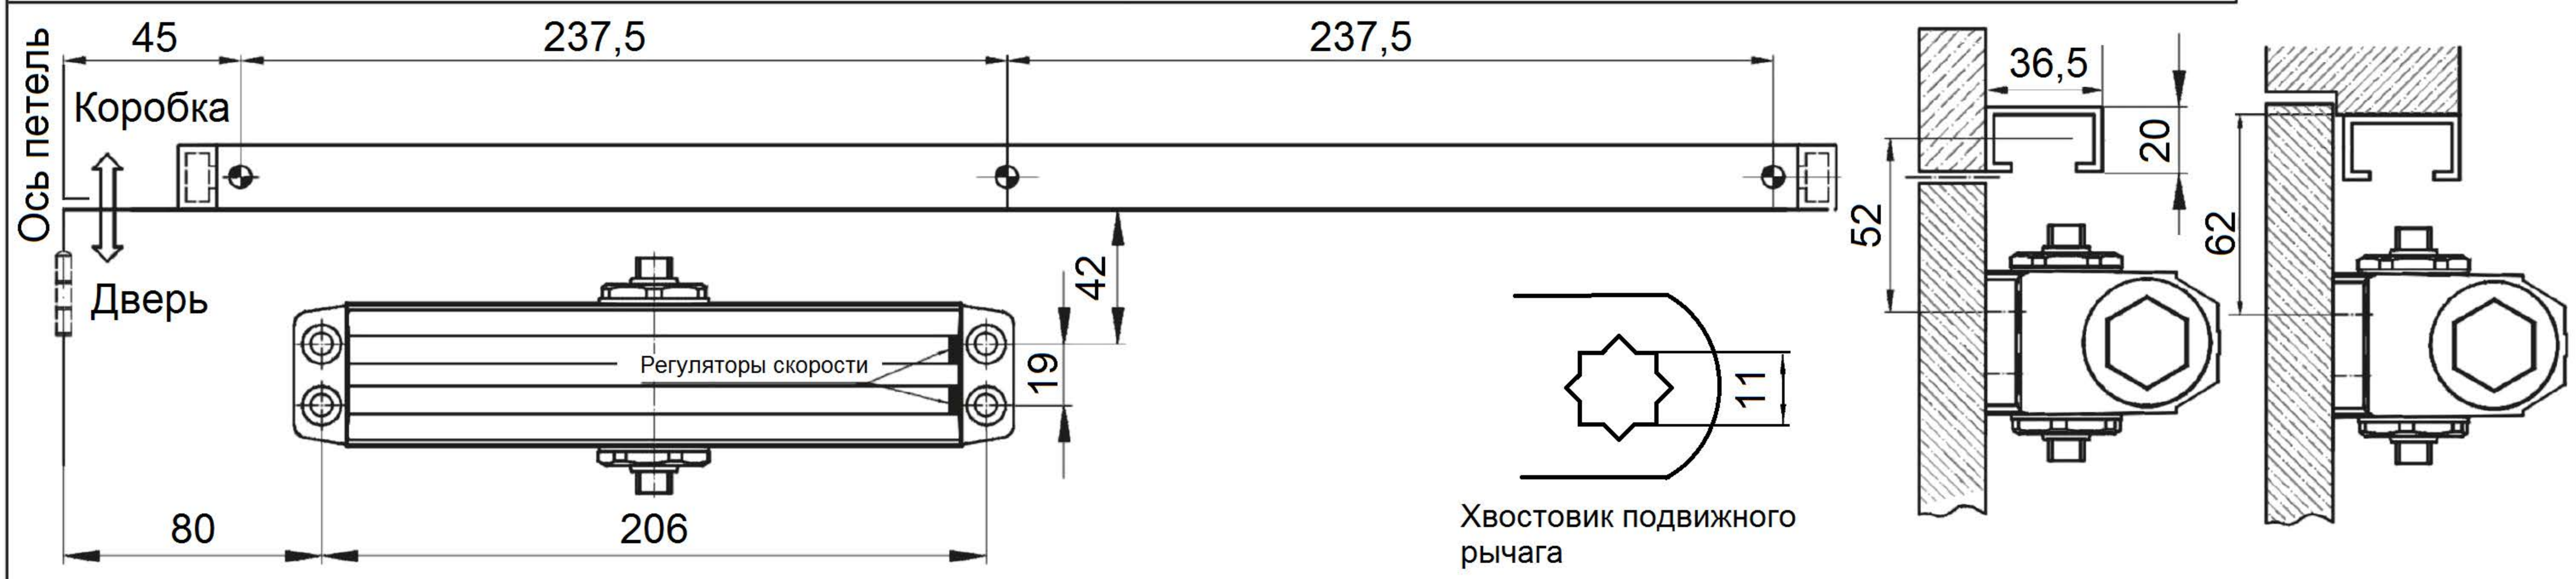 Ось петель
45
237,5
237,5
36,5
Коробка
20
52
62
Дверь
42
Регуляторы скорости
19
11
80
206
Хвостовик подвижного
рычага